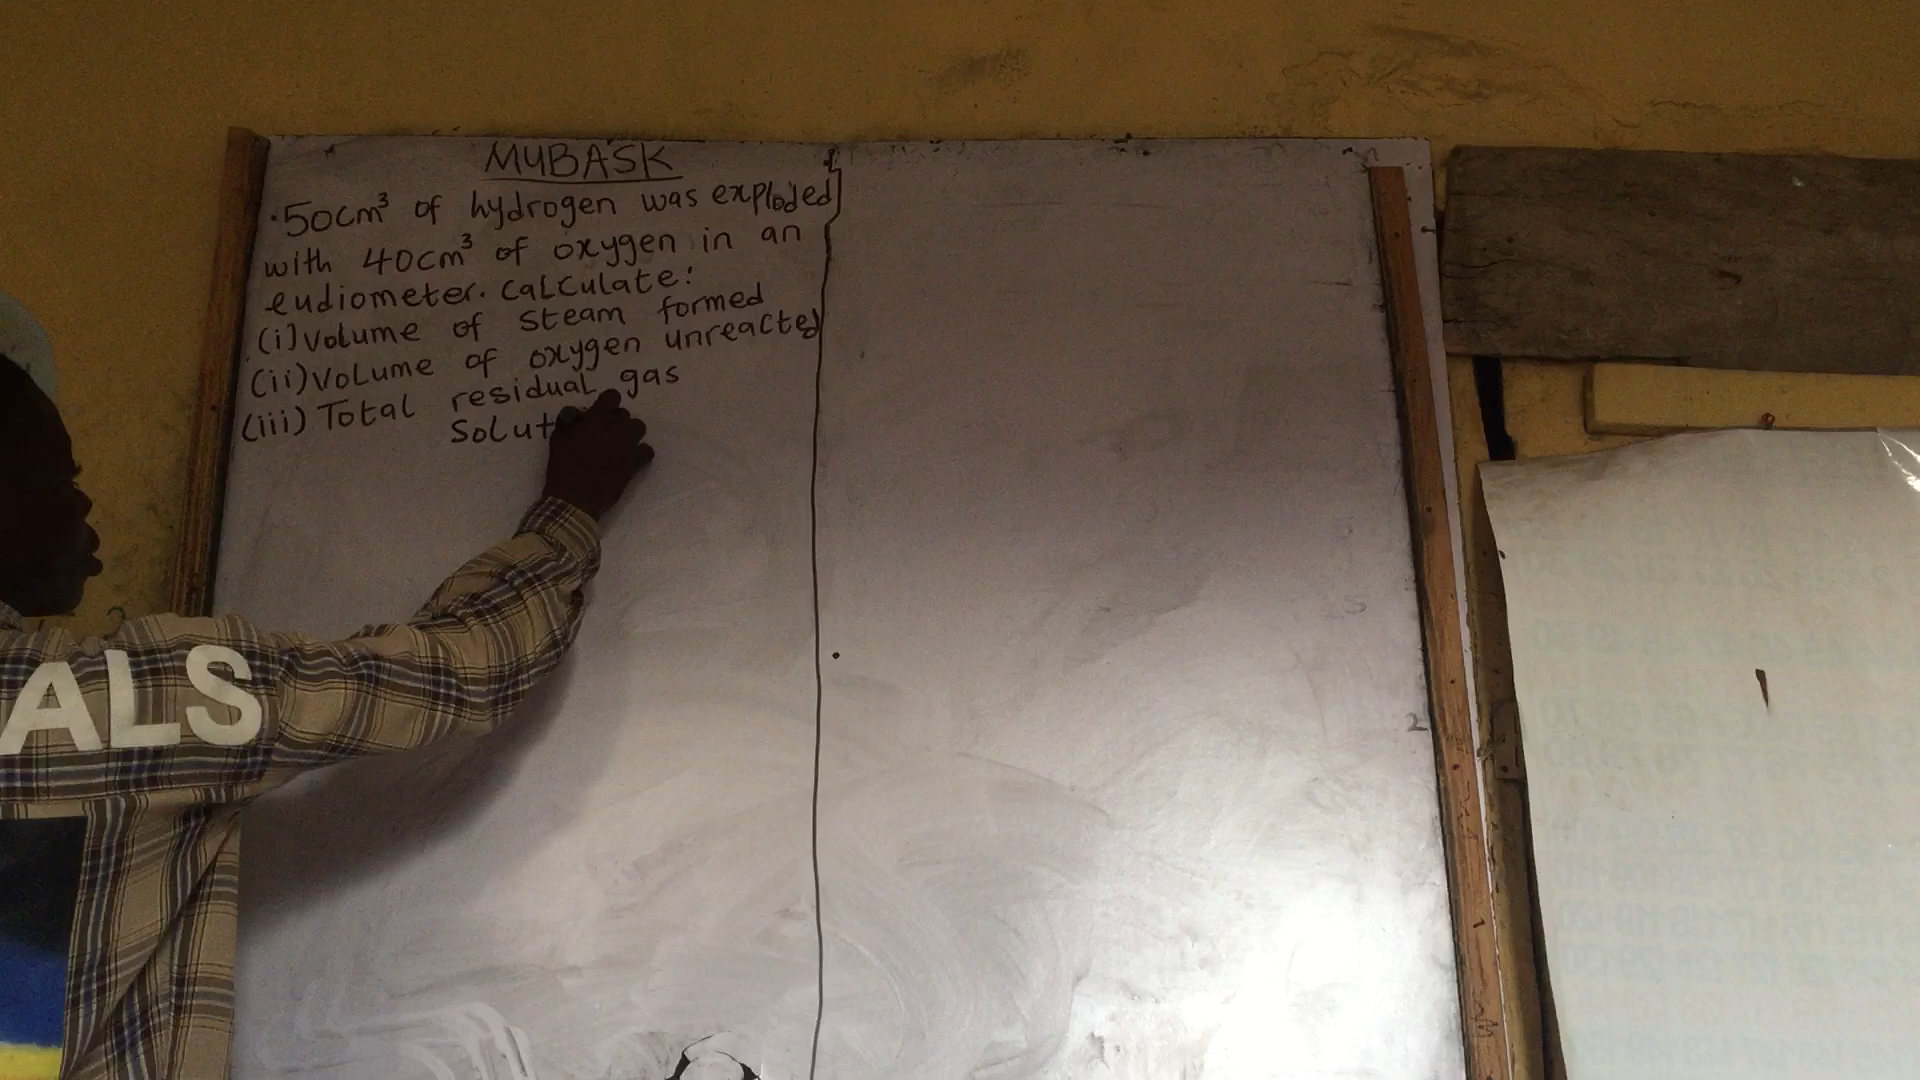 MUBASK
.50cm³ of hydrogen was exploded
with 40cm³ of oxygen in an
eudiometer. Calculate:
(i) Volume of steam formed
(ii) Volume of oxygen unreacted
(iii) Total residual gas
Solut
ALS